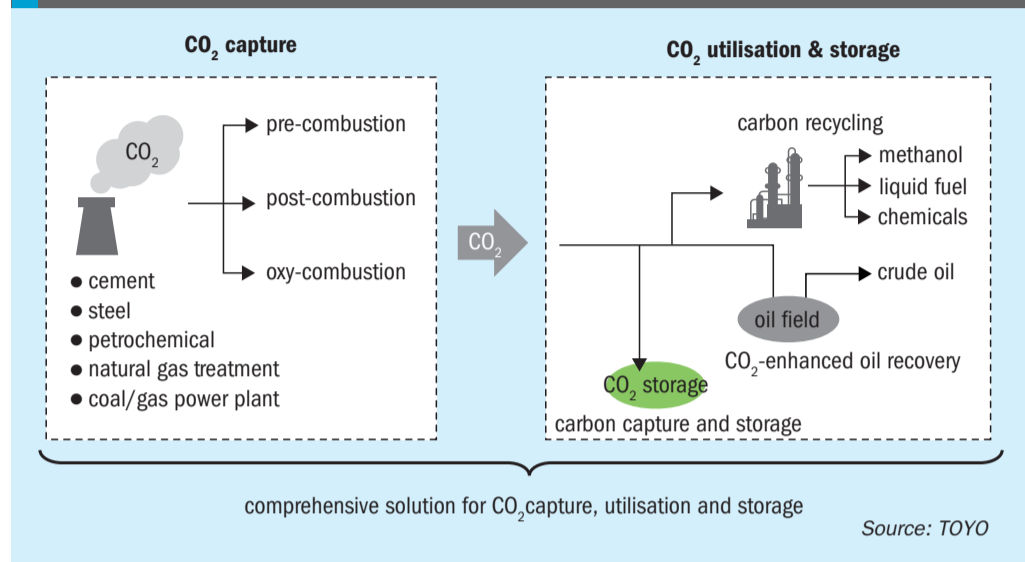 CO₂ capture
CO₂
pre-combustion
post-combustion
oxy-combustion
● cement
● steel
● petrochemical
● natural gas treatment
● coal/gas power plant
CO₂
CO₂ utilisation & storage
carbon recycling
methanol
liquid fuel
chemicals
crude oil
oil field
CO₂-enhanced oil recovery
CO₂ storage
carbon capture and storage
comprehensive solution for CO₂capture, utilisation and storage
Source: TOYO